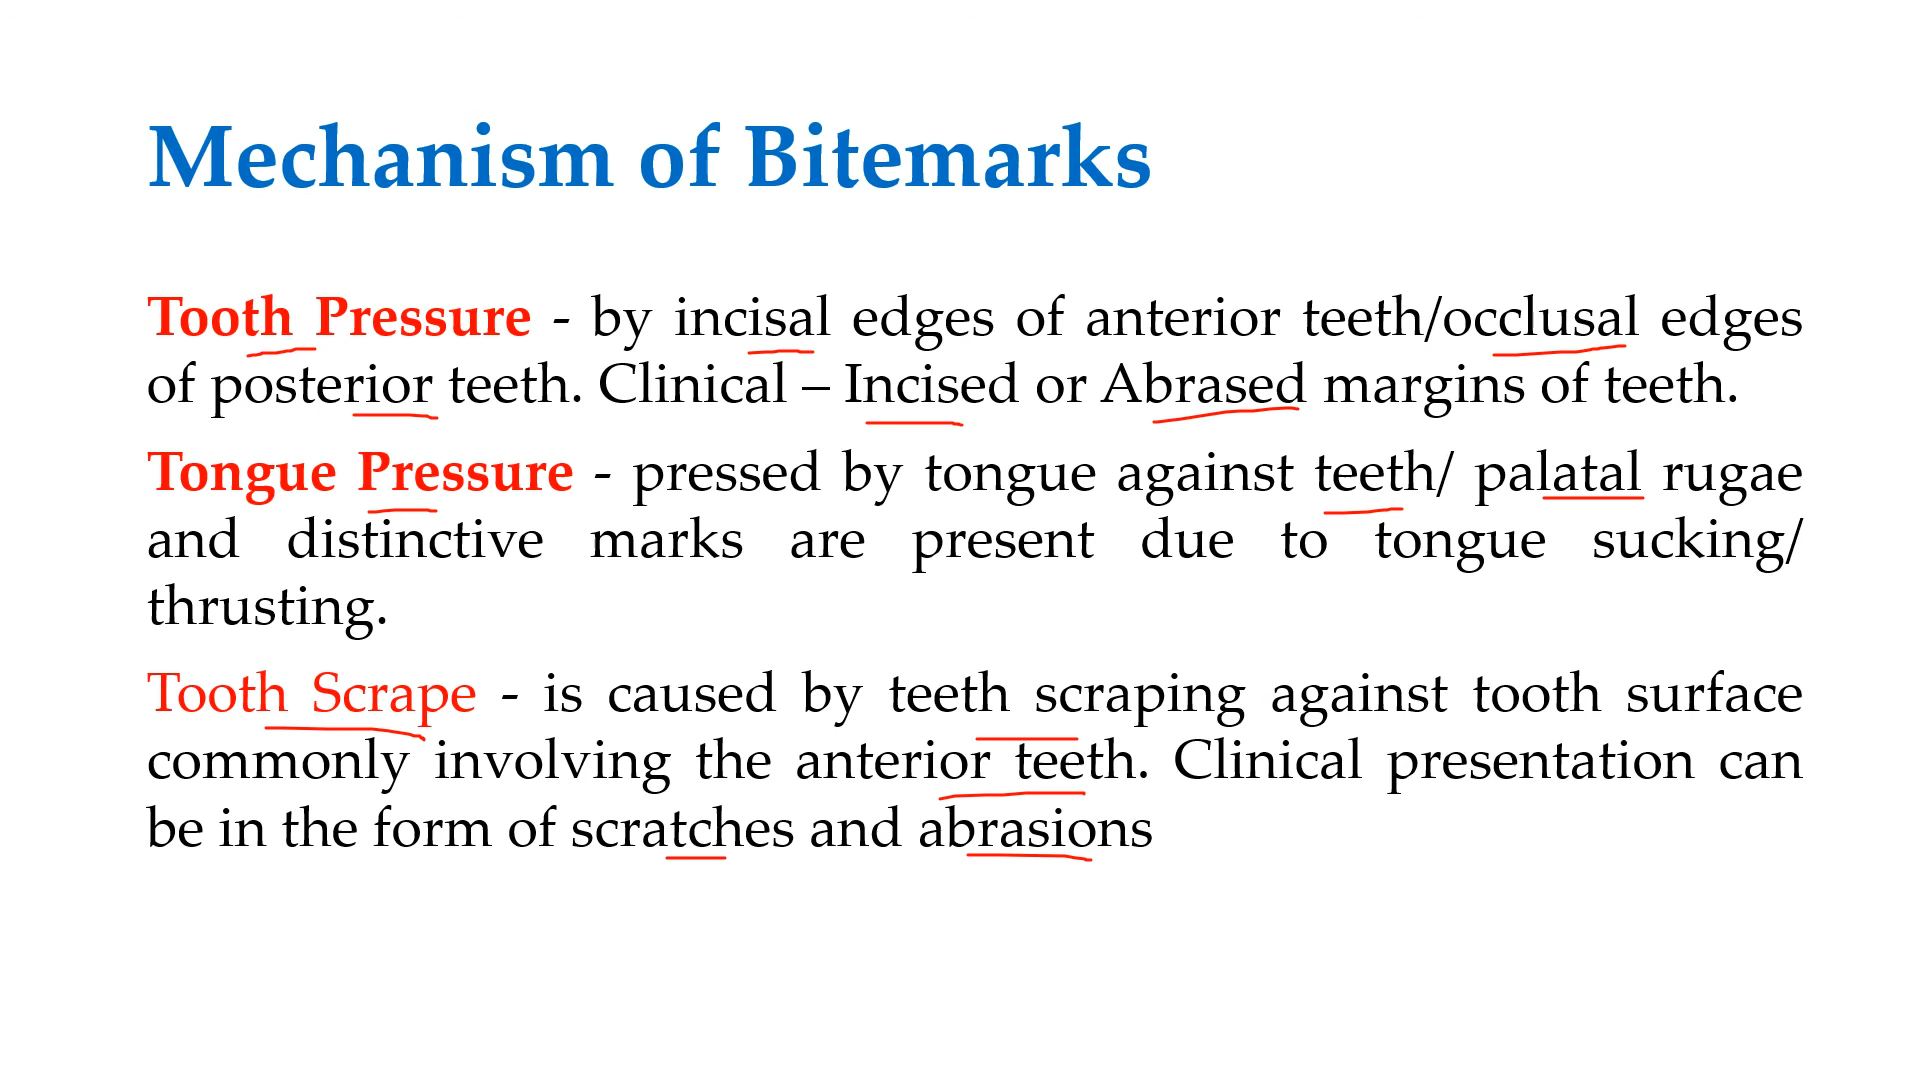 Mechanism of Bitemarks
Tooth Pressure - by incisal edges of anterior teeth/occlusal edges
of posterior teeth. Clinical – Incised or Abrased margins of teeth.
Tongue Pressure - pressed by tongue against teeth/ palatal rugae
and distinctive marks are present due to tongue sucking/
thrusting.
Tooth Scrape - is caused by teeth scraping against tooth surface
commonly involving the anterior teeth. Clinical presentation can
be in the form of scratches and abrasions